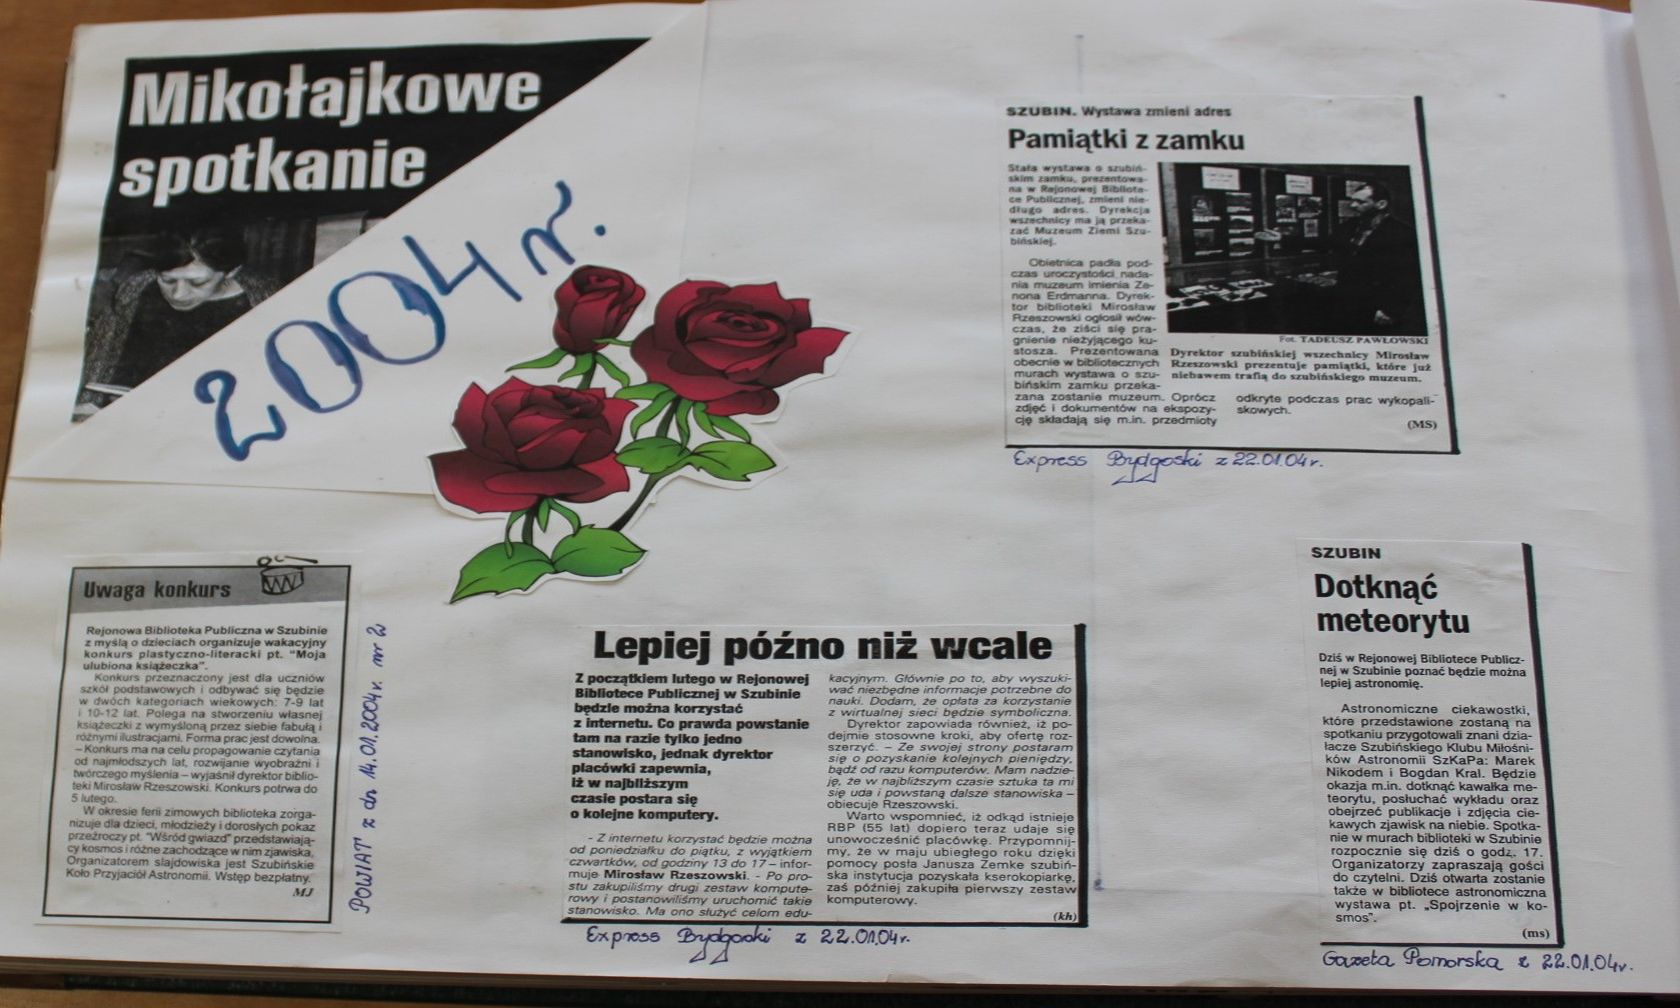 Mikołajkowe
spotkanie
2004 r.
Uwaga konkurs
Rejonowa Biblioteka Publiczna w Szubinie
z myślą o dzieciach organizuje wakacyjny
konkurs plastyczno-literacki pt. "Moja
ulubiona książeczka".
Konkurs przeznaczony jest dla uczniów
szkół podstawowych i odbywać się będzie
w dwóch kategoriach wiekowych: 7-9 lat
i 10-12 lat. Polega na stworzeniu własnej
książeczki z wymyśloną przez siebie fabułą i
różnymi ilustracjami. Forma prac jest dowolna.
– Konkurs ma na celu propagowanie czytania
od najmłodszych lat, rozwijanie wyobraźni i
twórczego myślenia – wyjaśnił dyrektor biblio-
teki Mirosław Rzeszowski. Konkurs potrwa do
5 lutego.
W okresie ferii zimowych biblioteka zorga-
nizuje dla dzieci, młodzieży i dorosłych pokaz
przeźroczy pt. "Wśród gwiazd" przedstawiają-
cy kosmos i różne zachodzące w nim zjawiska.
Organizatorem slajdowiska jest Szubińskie
Koło Przyjaciół Astronomii. Wstęp bezpłatny.
MJ
POWIAT" z dn 14.01.2004 r. nr 2
Lepiej późno niż wcale
Z początkiem lutego w Rejonowej
Bibliotece Publicznej w Szubinie
będzie można korzystać
z internetu. Co prawda powstanie
tam na razie tylko jedno
stanowisko, jednak dyrektor
placówki zapewnia,
iż w najbliższym
czasie postara się
o kolejne komputery.
- Z internetu korzystać będzie można
od poniedziałku do piątku, z wyjątkiem
czwartków, od godziny 13 do 17 – infor-
muje Mirosław Rzeszowski. - Po pro-
stu zakupiliśmy drugi zestaw kompute-
rowy i postanowiliśmy uruchomić takie
stanowisko. Ma ono służyć celom edu-
kacyjnym. Głównie po to, aby wyszuki-
wać niezbędne informacje potrzebne do
nauki. Dodam, że opłata za korzystanie
z wirtualnej sieci będzie symboliczna.
Dyrektor zapowiada również, iż po-
dejmie stosowne kroki, aby ofertę roz-
szerzyć. – Ze swojej strony postaram
się o pozyskanie kolejnych pieniędzy,
bądź od razu komputerów. Mam nadzie-
ję, że w najbliższym czasie sztuka ta mi
się uda i powstaną dalsze stanowiska –
obiecuje Rzeszowski.
Warto wspomnieć, iż odkąd istnieje
RBP (55 lat) dopiero teraz udaje się
unowocześnić placówkę. Przypomnij-
my, że w maju ubiegłego roku dzięki
pomocy posła Janusza Zemke szubiń-
ska instytucja pozyskała kserokopiarkę,
zaś później zakupiła pierwszy zestaw
komputerowy.
(kh)
Express Bydgoski z 22.01.04r.
SZUBIN. Wystawa zmieni adres
Pamiątki z zamku
Stała wystawa o szubiń-
skim zamku, prezentowa-
na w Rejonowej Bibliote-
ce Publicznej, zmieni nie-
długo adres. Dyrekcja
wszechnicy ma ją przeka-
zać Muzeum Ziemi Szu-
bińskiej.
Obietnica padła pod-
czas uroczystości nada-
nia muzeum imienia Ze-
nona Erdmanna. Dyrek-
tor biblioteki Mirosław
Rzeszowski ogłosił wów-
czas, że ziści się pra-
gnienie nieżyjącego ku-
stosza. Prezentowana
obecnie w bibliotecznych
murach wystawa o szu-
bińskim zamku przeka-
zana zostanie muzeum. Oprócz
zdjęć i dokumentów na ekspozy-
cję składają się m.in. przedmioty
odkryte podczas prac wykopali-
skowych.
(MS)
Fot. TADEUSZ PAWŁOWSKI
Dyrektor szubińskiej wszechnicy Mirosław
Rzeszowski prezentuje pamiątki, które już
niebawem trafią do szubińskiego muzeum.
Express Bydgoski z 22.01.04r.
SZUBIN
Dotknąć
meteorytu
Dziś w Rejonowej Bibliotece Publicz-
nej w Szubinie poznać będzie można
lepiej astronomię.
Astronomiczne ciekawostki,
które przedstawione zostaną na
spotkaniu przygotowali znani dzia-
łacze Szubińskiego Klubu Miłośni-
ków Astronomii SzKaPa: Marek
Nikodem i Bogdan Kral. Będzie
okazja m.in. dotknąć kawałka me-
teorytu, posłuchać wykładu oraz
obejrzeć publikacje i zdjęcia cie-
kawych zjawisk na niebie. Spotka-
nie w murach biblioteki w Szubinie
rozpocznie się dziś o godz. 17.
Organizatorzy zapraszają gości
do czytelni. Dziś otwarta zostanie
także w bibliotece astronomiczna
wystawa pt. „Spojrzenie w ko-
smos”.
(ms)
Gazeta Pomorska z 22.01.04r.